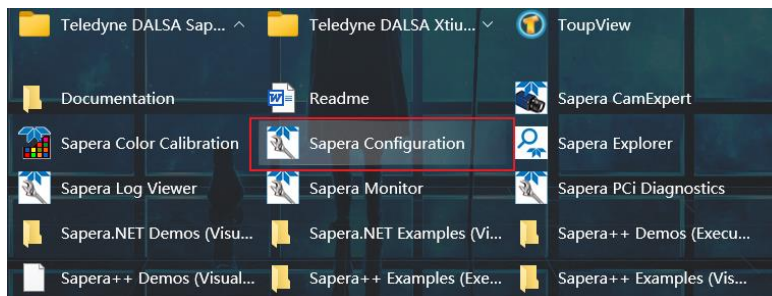 Teledyne DALSA Sap...
Teledyne DALSA Xtiu...
ToupView
Documentation
Readme
Sapera CamExpert
Sapera Color Calibration
Sapera Configuration
Sapera Explorer
Sapera Log Viewer
Sapera Monitor
Sapera PCi Diagnostics
Sapera.NET Demos (Visu...
Sapera.NET Examples (Vi...
Sapera++ Demos (Execu...
Sapera++ Demos (Visual...
Sapera++ Examples (Exe...
Sapera++ Examples (Vis...